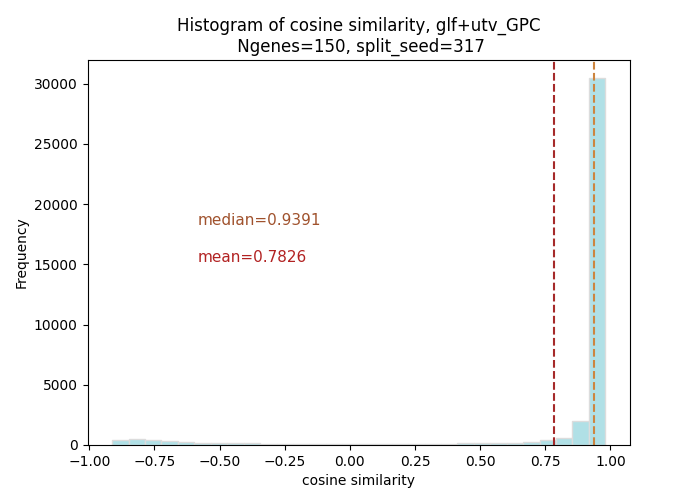 Histogram of cosine similarity, glf+utv_GPC
Ngenes=150, split_seed=317
30000
25000
20000
15000
10000
5000
0
Frequency
median=0.9391
mean=0.7826
−1.00 −0.75 −0.50 −0.25 0.00 0.25 0.50 0.75 1.00
cosine similarity